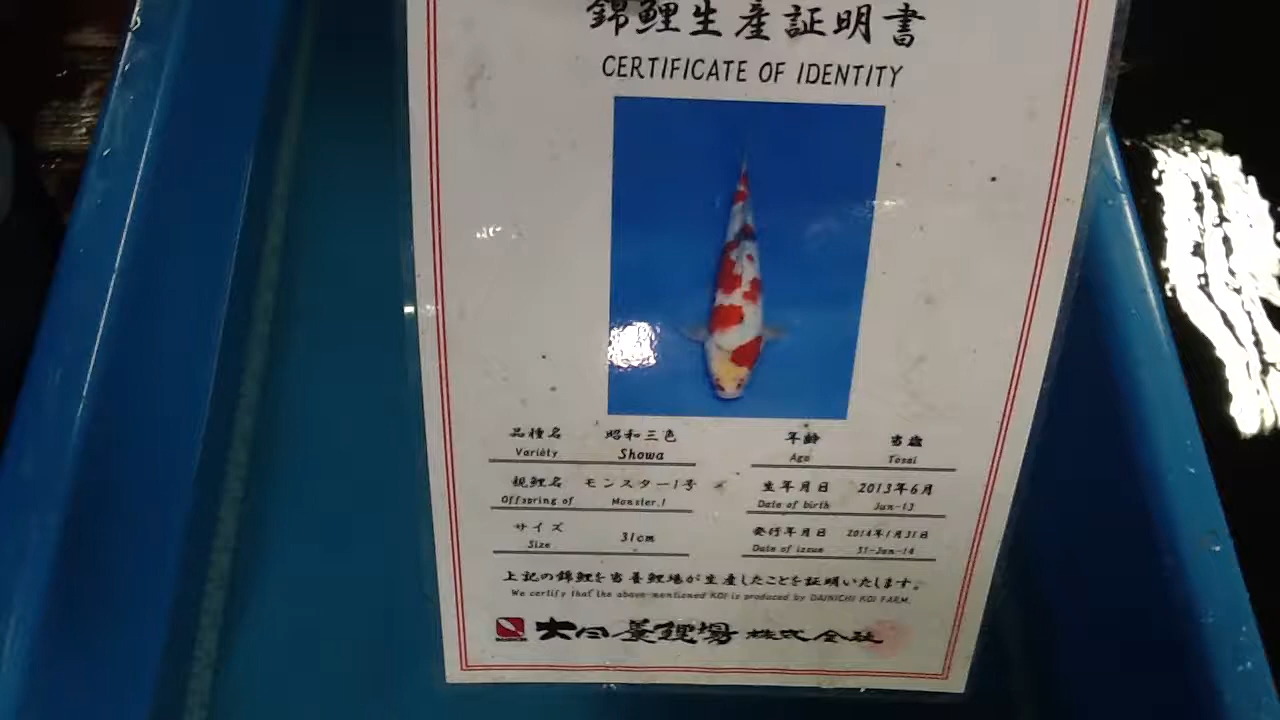 錦鯉生産証明書
CERTIFICATE OF IDENTITY
品種名 昭和三色
Variety Showa
年齢 当歳
Age Tosai
親鯉名 モンスター1号
Offspring of Monster.1
生年月日 2013年6月
Date of birth Jun-13
サイズ 31cm
Size
発行年月日 2014年1月31日
Date of issue 31-Jan-14
上記の錦鯉を当養鯉場が生産したことを証明いたします。
We certify that the above-mentioned KOI is produced by DAINICHI KOI FARM.
大日養鯉場 株式会社